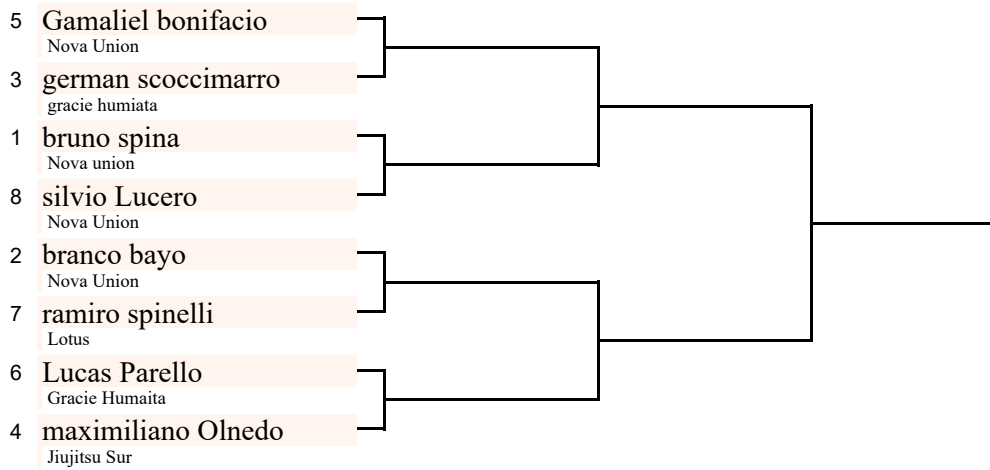 5 Gamaliel bonifacio
Nova Union
3 german scoccimarro
gracie humiata
1 bruno spina
Nova union
8 silvio Lucero
Nova Union
2 branco bayo
Nova Union
7 ramiro spinelli
Lotus
6 Lucas Parello
Gracie Humaita
4 maximiliano Olnedo
Jiujitsu Sur